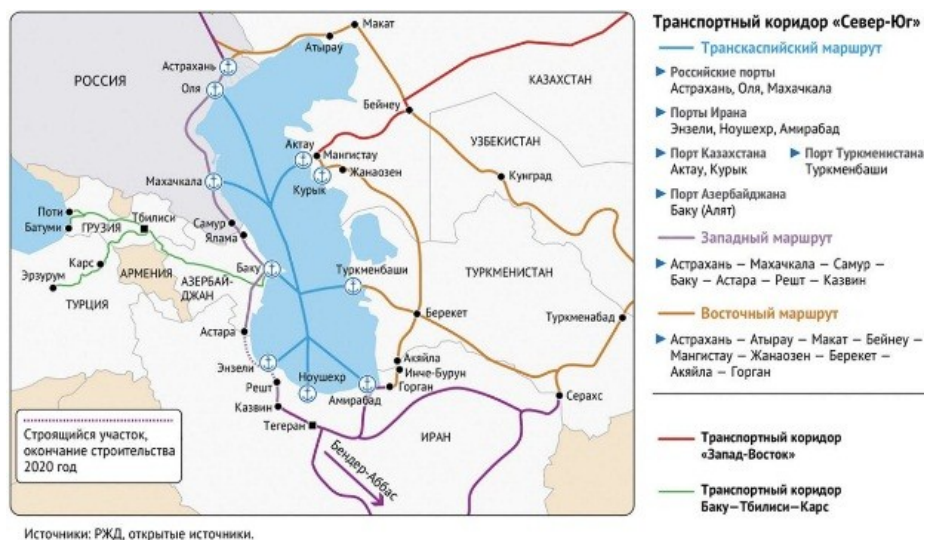 Макат
Атырау
Астрахань
Оля
РОССИЯ
КАЗАХСТАН
Бейнеу
УЗБЕКИСТАН
Актау
Мангистау
Жанаозен
Курык
Кунград
Махачкала
Поти
Батуми
ГРУЗИЯ
Тбилиси
Самур
Ялама
Карс
Эрзурум
АРМЕНИЯ
АЗЕРБАЙ-
ДЖАН
ТУРЦИЯ
Баку
Туркменбаши
ТУРКМЕНИСТАН
Берекет
Туркменабад
Астара
Акяйла
Инче-Бурун
Горган
Энзели
Решт
Ноушехр
Амирабад
Казвин
Серахс
Тегеран
ИРАН
Бендер-Аббас
Строящийся участок,
окончание строительства
2020 год
Источники: РЖД, открытые источники.
Транспортный коридор «Север-Юг»
Транскаспийский маршрут
Российские порты
Астрахань, Оля, Махачкала
Порты Ирана
Энзели, Ноушехр, Амирабад
Порт Казахстана
Актау, Курык
Порт Туркменистана
Туркменбаши
Порт Азербайджана
Баку (Алят)
Западный маршрут
Астрахань — Махачкала — Самур —
Баку — Астара — Решт — Казвин
Восточный маршрут
Астрахань — Атырау — Макат — Бейнеу —
Мангистау — Жанаозен — Берекет —
Акяйла — Горган
Транспортный коридор
«Запад-Восток»
Транспортный коридор
Баку—Тбилиси—Карс